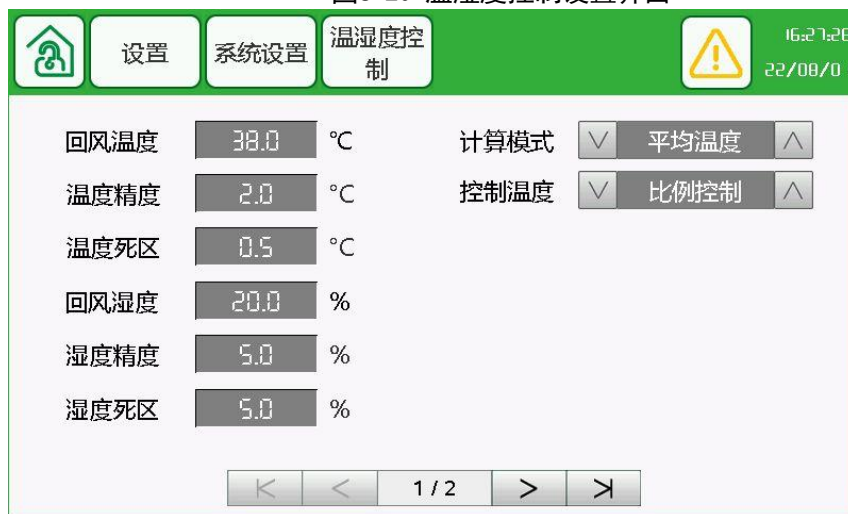 设置
系统设置
温湿度控
制
16:27:26
22/08/0
回风温度 38.0 ℃
计算模式 ∨ 平均温度 ∧
温度精度 2.0 °C
控制温度 ∨ 比例控制 ∧
温度死区 0.5 °C
回风湿度 20.0 %
湿度精度 5.0 %
湿度死区 5.0 %
1 / 2